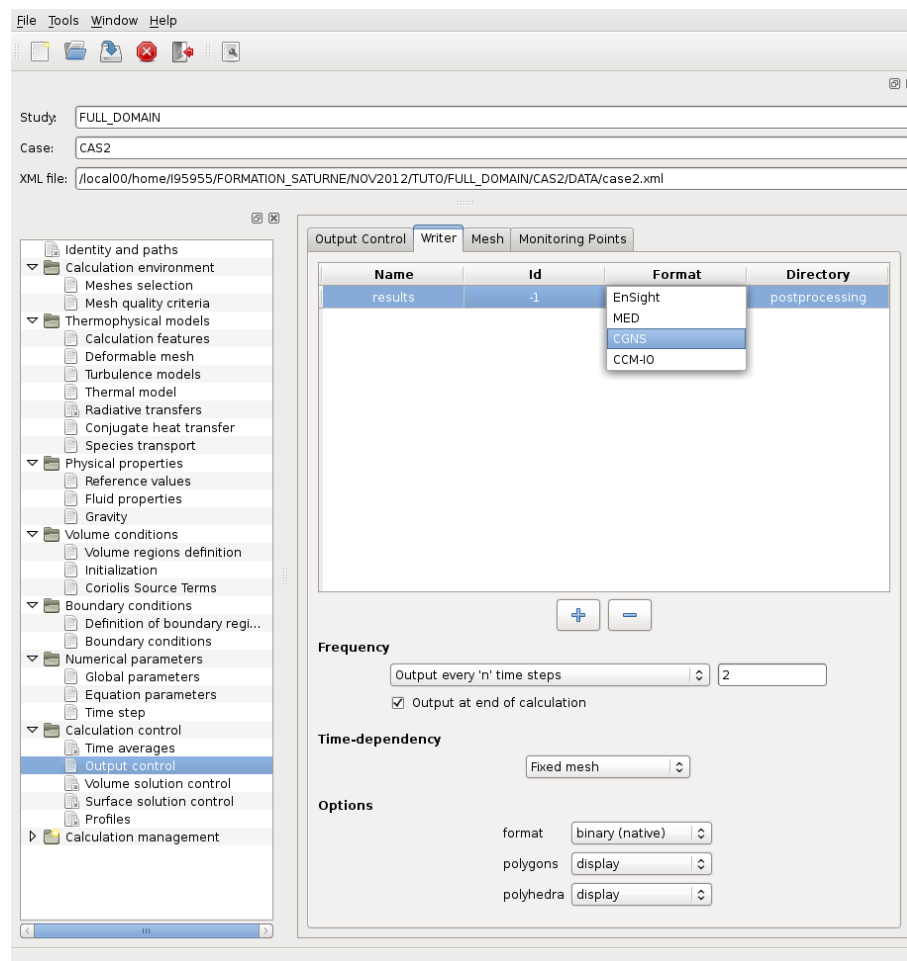 File Tools Window Help
Study: FULL_DOMAIN
Case: CAS2
XML file: /local00/home/I95955/FORMATION_SATURNE/NOV2012/TUTO/FULL_DOMAIN/CAS2/DATA/case2.xml
Identity and paths
Calculation environment
Meshes selection
Mesh quality criteria
Thermophysical models
Calculation features
Deformable mesh
Turbulence models
Thermal model
Radiative transfers
Conjugate heat transfer
Species transport
Physical properties
Reference values
Fluid properties
Gravity
Volume conditions
Volume regions definition
Initialization
Coriolis Source Terms
Boundary conditions
Definition of boundary regi...
Boundary conditions
Numerical parameters
Global parameters
Equation parameters
Time step
Calculation control
Time averages
Output control
Volume solution control
Surface solution control
Profiles
Calculation management
Output Control Writer Mesh Monitoring Points
Name Id Format Directory
results -1 EnSight postprocessing
MED
CGNS
CCM-IO
Frequency
Output every 'n' time steps 2
Output at end of calculation
Time-dependency
Fixed mesh
Options
format binary (native)
polygons display
polyhedra display